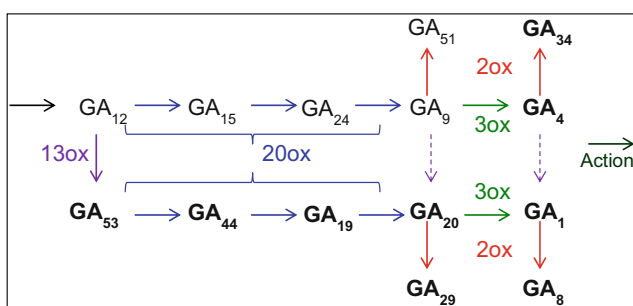 GA51 GA34
2ox
GA12 GA15 GA24 GA9 GA4
3ox
13ox 20ox Action
3ox
GA53 GA44 GA19 GA20 GA1
2ox
GA29 GA8